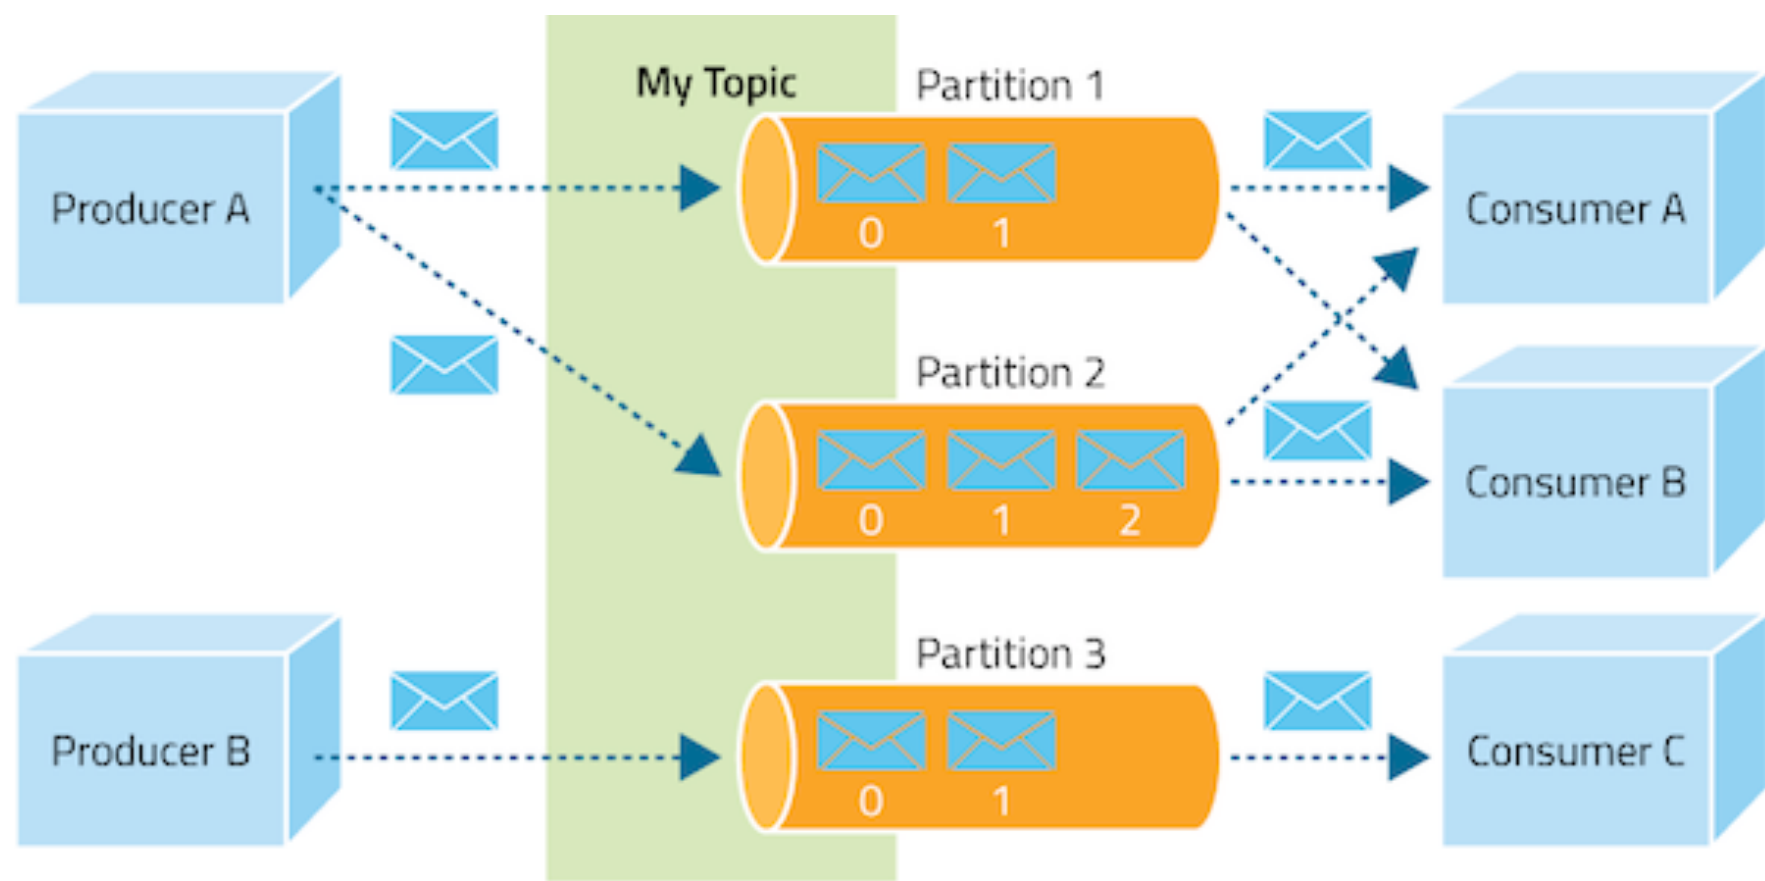 My Topic
Partition 1
Producer A
0 1
Consumer A
Partition 2
0 1 2
Consumer B
Partition 3
Producer B
0 1
Consumer C